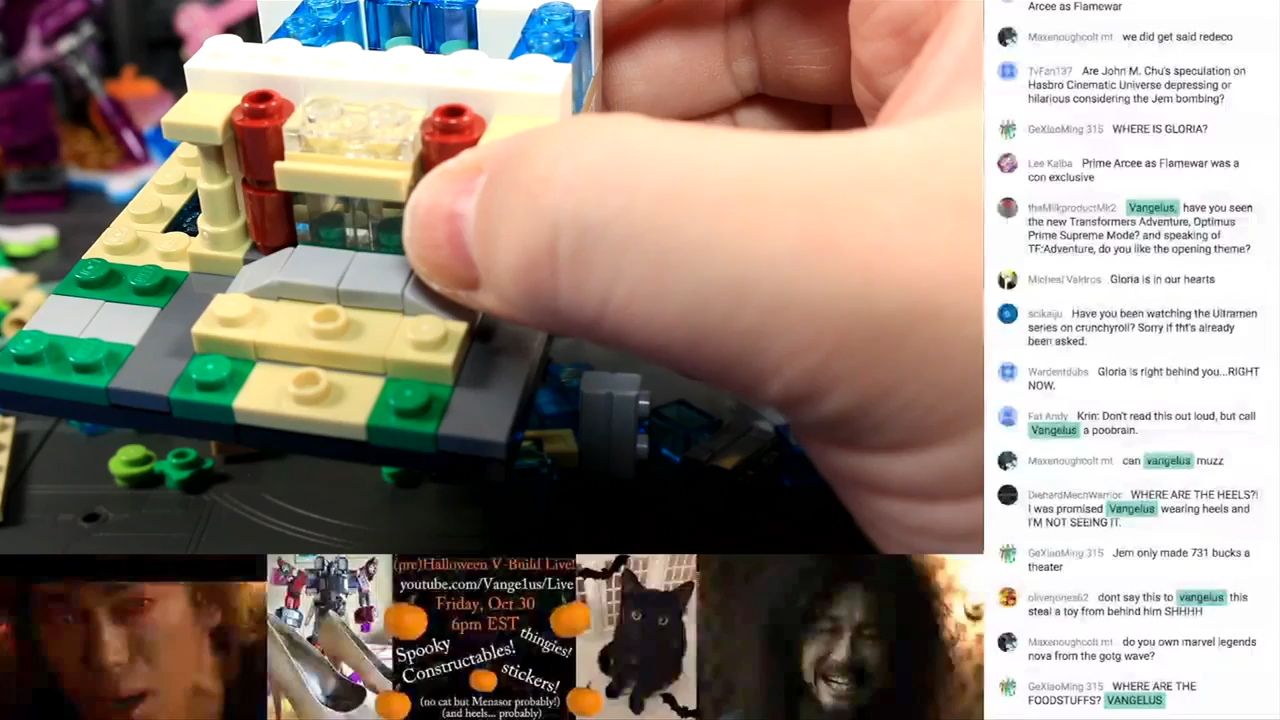 Arcee as Flamewar
Maxenoughcolt mt we did get said redeco
TvFan137 Are John M. Chu's speculation on
Hasbro Cinematic Universe depressing or
hilarious considering the Jem bombing?
GeXiaoMing 315 WHERE IS GLORIA?
Lee Kalba Prime Arcee as Flamewar was a
con exclusive
theMilkproductMk2 Vangelus, have you seen
the new Transformers Adventure, Optimus
Prime Supreme Mode? and speaking of
TF:Adventure, do you like the opening theme?
Micheal Valdros Gloria is in our hearts
scikaiju Have you been watching the Ultramen
series on crunchyroll? Sorry if tht's already
been asked.
Wardentdubs Gloria is right behind you...RIGHT
NOW.
Fat Andy Krin: Don't read this out loud, but call
Vangelus a poobrain.
Maxenoughcolt mt can vangelus muzz
DiehardMechWarrior WHERE ARE THE HEELS?!
I was promised Vangelus wearing heels and
I'M NOT SEEING IT.
GeXiaoMing 315 Jem only made 731 bucks a
theater
oliverjones62 dont say this to vangelus this
steal a toy from behind him SHHHH
Maxenoughcolt mt do you own marvel legends
nova from the gotg wave?
GeXiaoMing 315 WHERE ARE THE
FOODSTUFFS? VANGELUS
(pre)Halloween V-Build Live!
youtube.com/Vange1us/Live
Friday, Oct 30
6pm EST
Spooky
Constructables!
thingies!
stickers!
(no cat but Menasor probably!)
(and heels... probably)